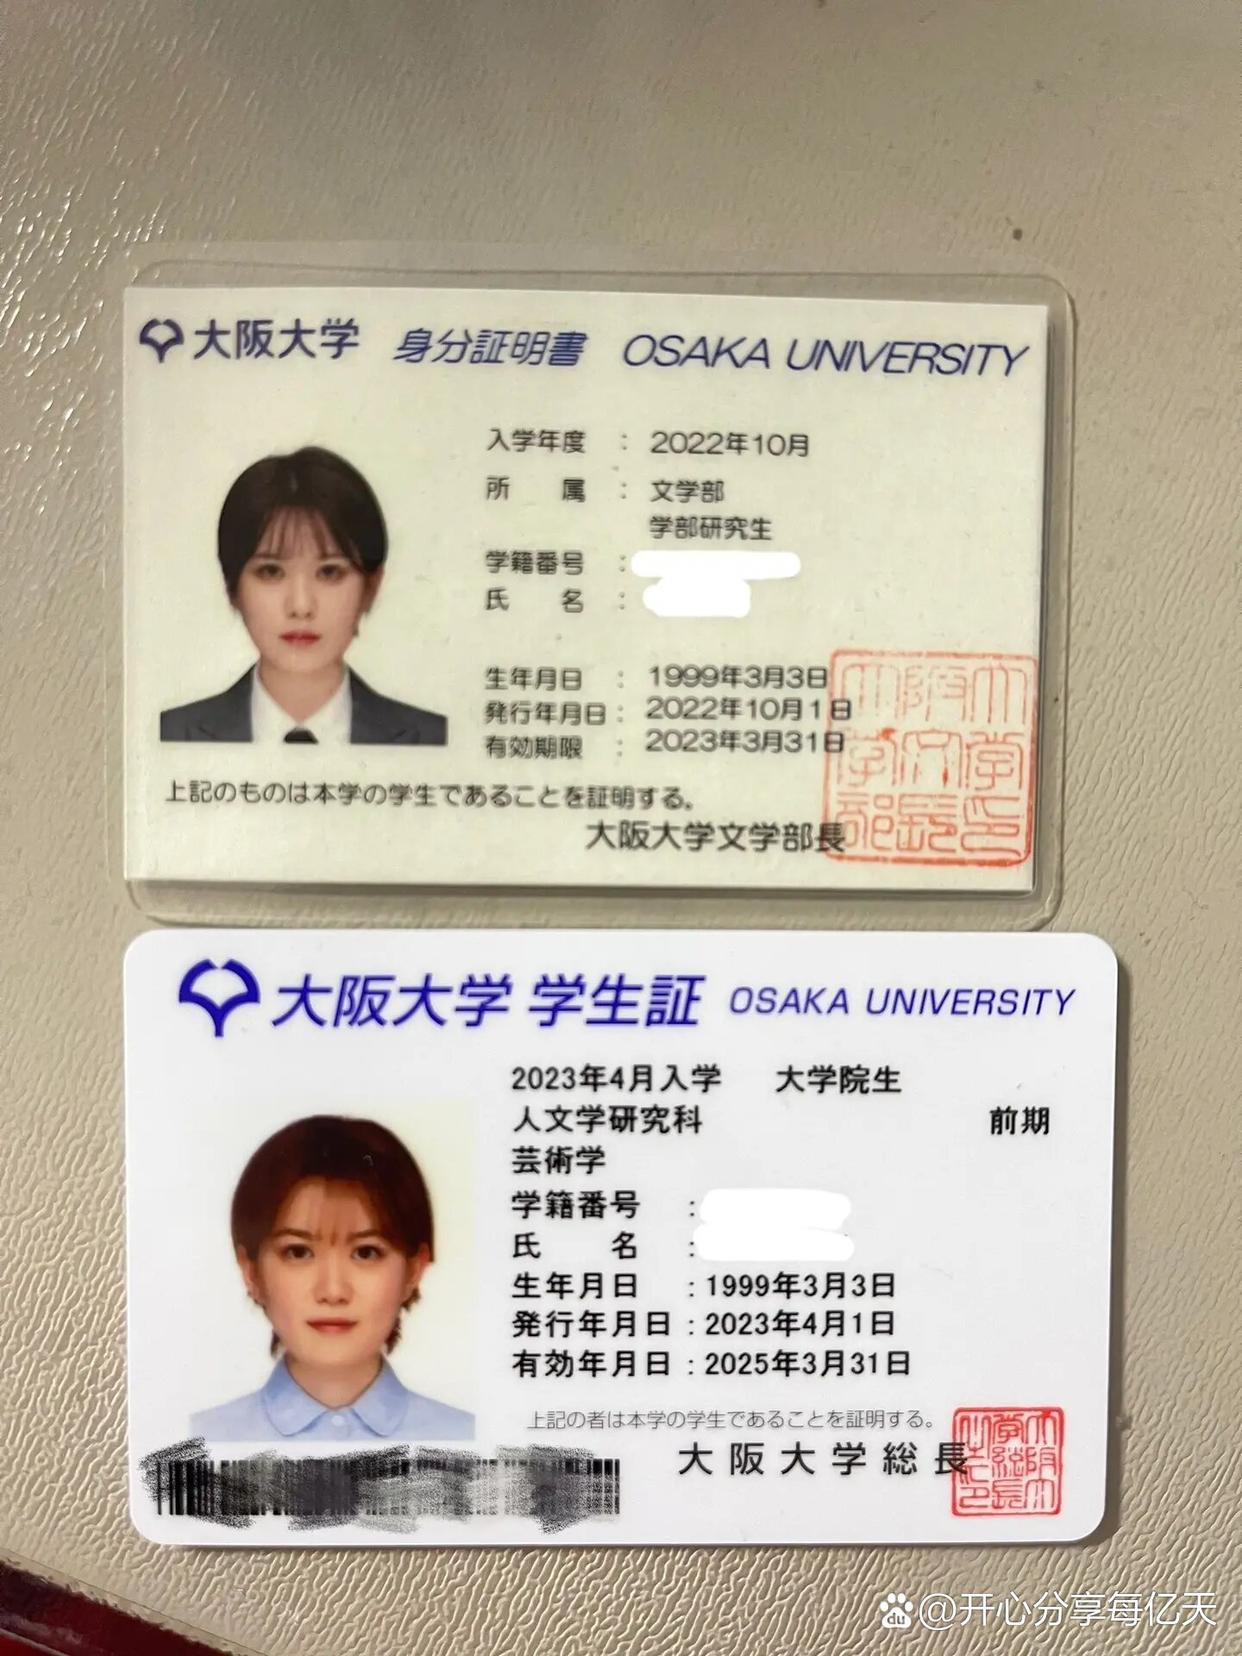 大阪大学 身分証明書 OSAKA UNIVERSITY
入学年度 : 2022年10月
所 属 : 文学部
学部研究生
学籍番号 :
氏 名 :
生年月日 : 1999年3月3日
発行年月日 : 2022年10月1日
有効期限 : 2023年3月31日
上記のものは本学の学生であることを証明する。
大阪大学文学部長
大阪大学文学部長印
大阪大学 学生証 OSAKA UNIVERSITY
2023年4月入学 大学院生
人文学研究科 前期
芸術学
学籍番号 :
氏 名 :
生年月日 : 1999年3月3日
発行年月日 : 2023年4月1日
有効年月日 : 2025年3月31日
上記の者は本学の学生であることを証明する。
大阪大学総長
du @开心分享每亿天